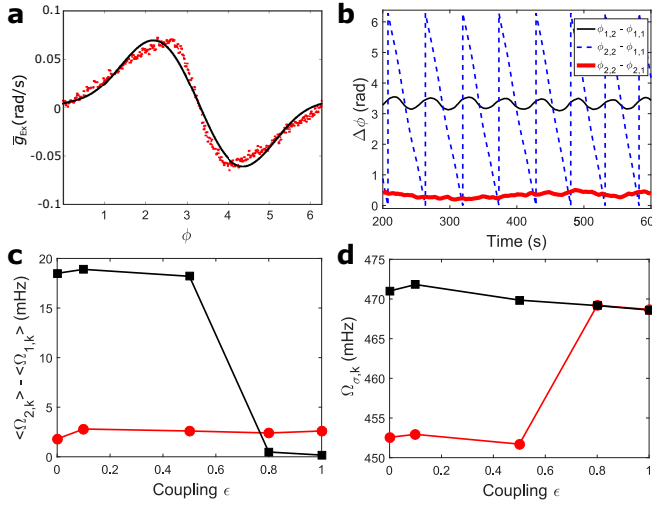 a
0.1
0.05
0
-0.05
-0.1
g̅Ex(rad/s)
1 2 3 4 5 6
ϕ
b
6
5
4
3
2
1
0
Δϕ (rad)
ϕ1,2 - ϕ1,1
ϕ2,2 - ϕ1,1
ϕ2,2 - ϕ2,1
200 300 400 500 600
Time (s)
c
20
15
10
5
0
<Ω2,k> - <Ω1,k> (mHz)
0 0.2 0.4 0.6 0.8 1
Coupling ϵ
d
475
470
465
460
455
450
Ωσ,k (mHz)
0 0.2 0.4 0.6 0.8 1
Coupling ϵ